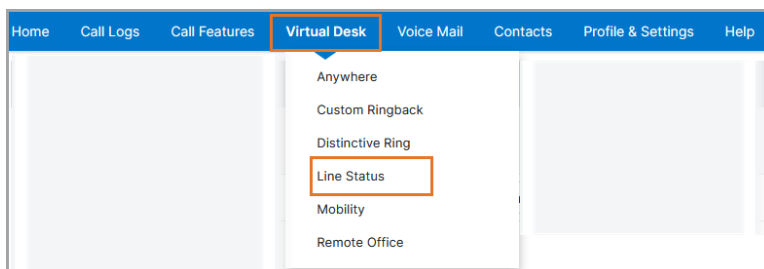 Home Call Logs Call Features Virtual Desk Voice Mail Contacts Profile & Settings Help
Anywhere
Custom Ringback
Distinctive Ring
Line Status
Mobility
Remote Office